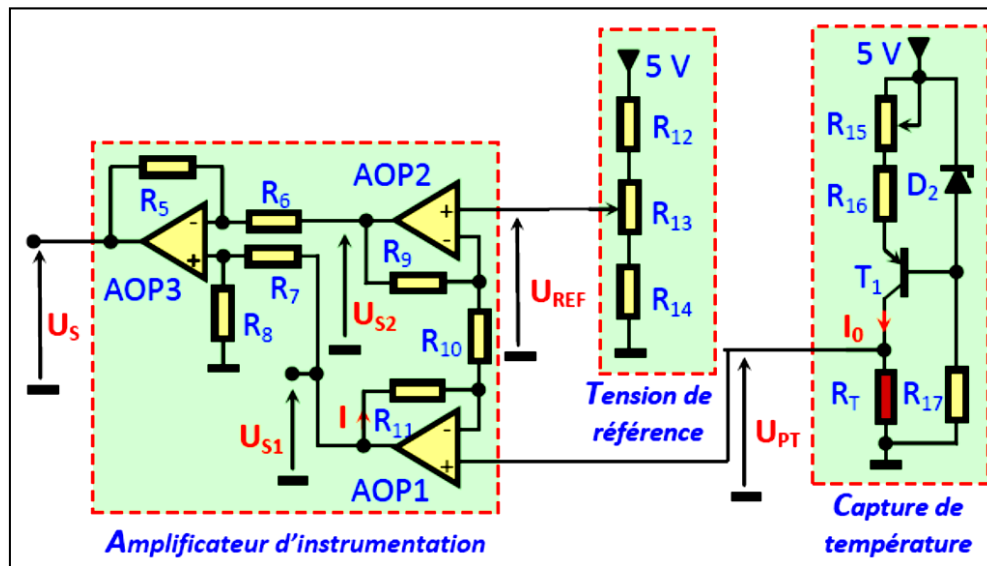 5 V
R12
R13
R14
UREF
Tension de
référence
5 V
R15
R16
D2
T1
I0
RT
R17
UPT
Capture de
température
R5
R6
AOP2
+
-
R9
-
+
AOP3
R7
R8
US
US2
R10
US1
I
R11
-
+
AOP1
Amplificateur d'instrumentation